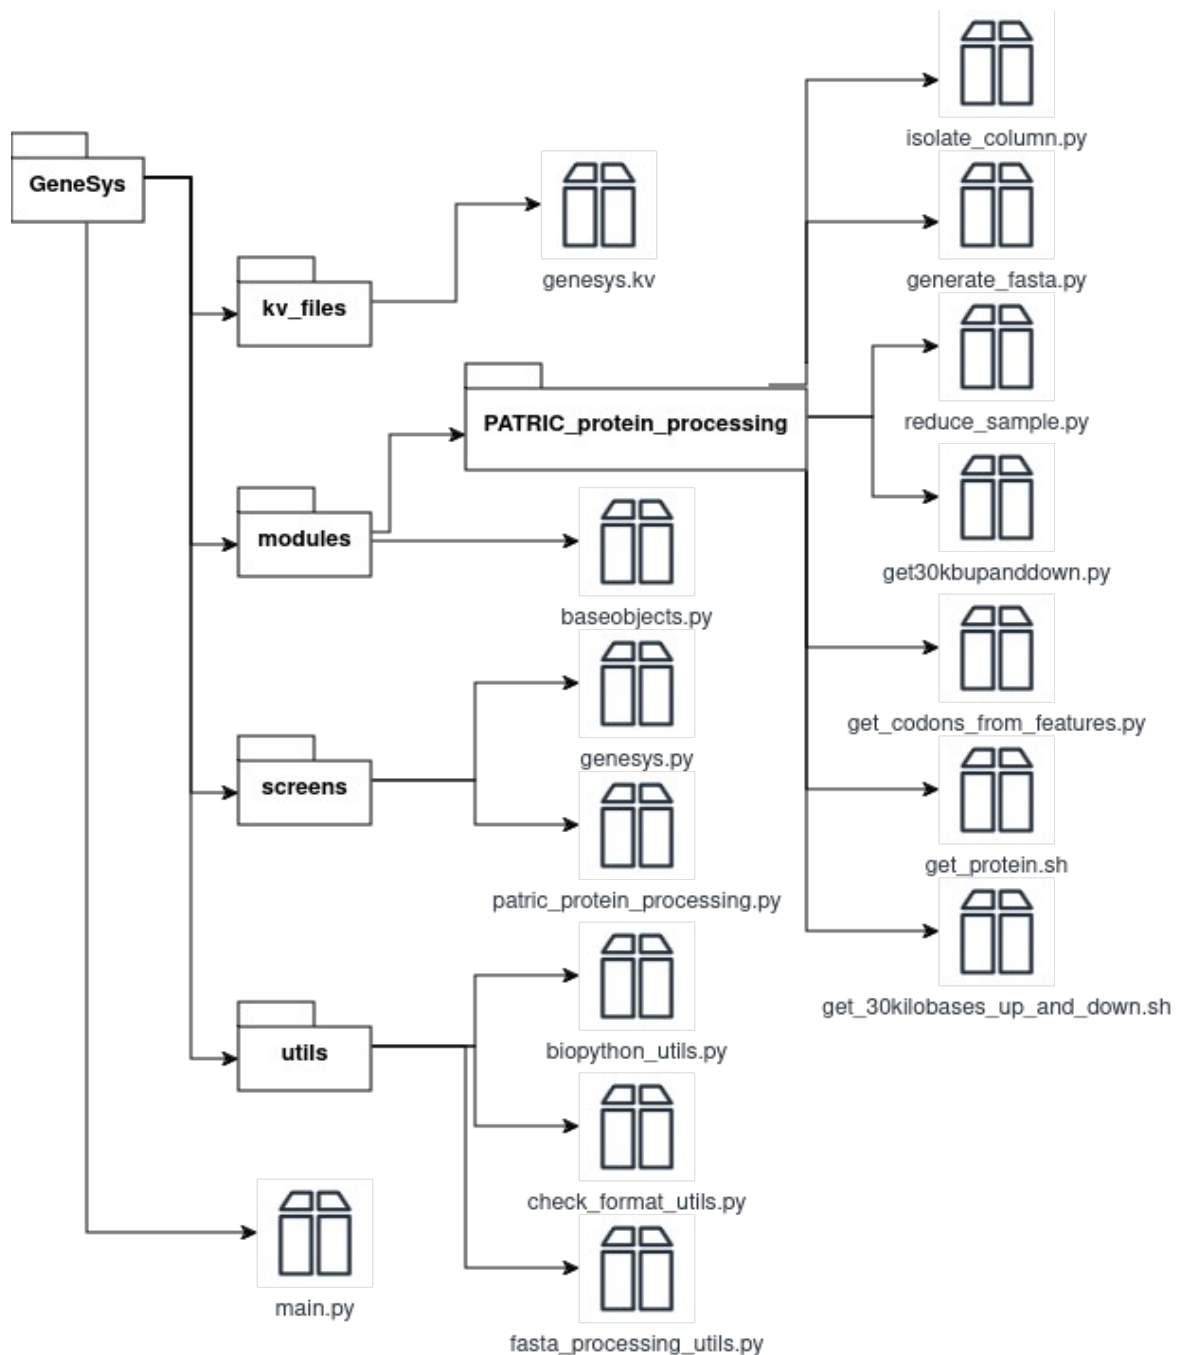 isolate_column.py
GeneSys
generate_fasta.py
genesys.kv
kv_files
reduce_sample.py
PATRIC_protein_processing
get30kbupanddown.py
modules
baseobjects.py
get_codons_from_features.py
genesys.py
screens
get_protein.sh
patric_protein_processing.py
get_30kilobases_up_and_down.sh
utils
biopython_utils.py
check_format_utils.py
main.py
fasta_processing_utils.py